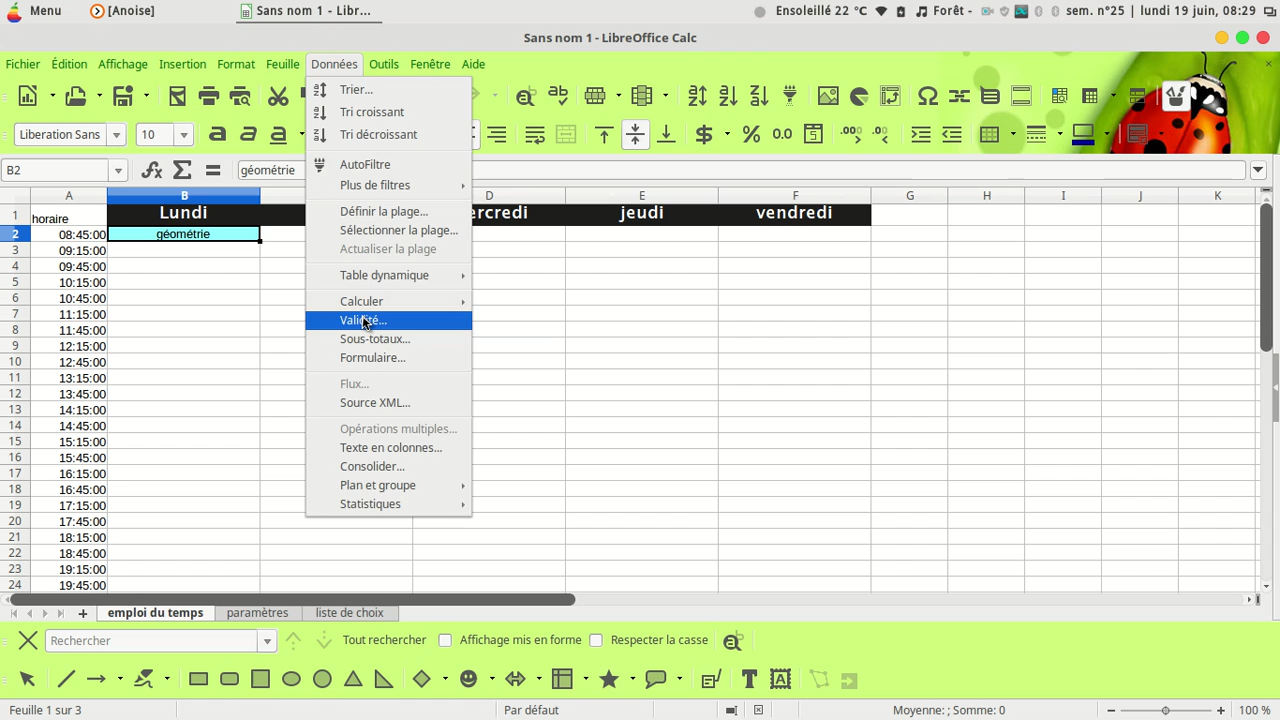 Menu [Anoise] Sans nom 1 - Libr... Ensoleillé 22 °C Forêt - sem. n°25 | lundi 19 juin, 08:29
Sans nom 1 - LibreOffice Calc
Fichier Édition Affichage Insertion Format Feuille Données Outils Fenêtre Aide
Trier...
Tri croissant
Tri décroissant
AutoFiltre
Plus de filtres
Définir la plage...
Sélectionner la plage...
Actualiser la plage
Table dynamique
Calculer
Validité...
Sous-totaux...
Formulaire...
Flux...
Source XML...
Opérations multiples...
Texte en colonnes...
Consolider...
Plan et groupe
Statistiques
Liberation Sans 10 a a a $ % 0.0
B2 géométrie
A B D E F G H I J K
1 horaire Lundi ercredi jeudi vendredi
2 08:45:00 géométrie
3 09:15:00
4 09:45:00
5 10:15:00
6 10:45:00
7 11:15:00
8 11:45:00
9 12:15:00
10 12:45:00
11 13:15:00
12 13:45:00
13 14:15:00
14 14:45:00
15 15:15:00
16 15:45:00
17 16:15:00
18 16:45:00
19 17:15:00
20 17:45:00
21 18:15:00
22 18:45:00
23 19:15:00
24 19:45:00
emploi du temps paramètres liste de choix
Rechercher Tout rechercher Affichage mis en forme Respecter la casse
Feuille 1 sur 3 Par défaut Moyenne: ; Somme: 0 100 %